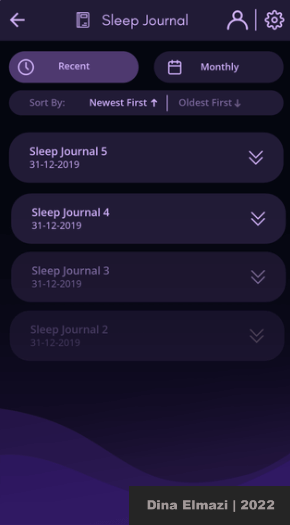 Sleep Journal
Recent
Monthly
Sort By: Newest First ↑ | Oldest First ↓
Sleep Journal 5
31-12-2019
Sleep Journal 4
31-12-2019
Sleep Journal 3
31-12-2019
Sleep Journal 2
31-12-2019
Dina Elmazi | 2022